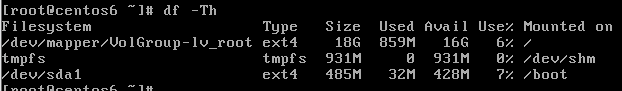 [root@centos6 ~]# df -Th
Filesystem Type Size Used Avail Use% Mounted on
/dev/mapper/VolGroup-lv_root ext4 18G 859M 16G 6% /
tmpfs tmpfs 931M 0 931M 0% /dev/shm
/dev/sda1 ext4 485M 32M 428M 7% /boot
[root@centos6 ~]#